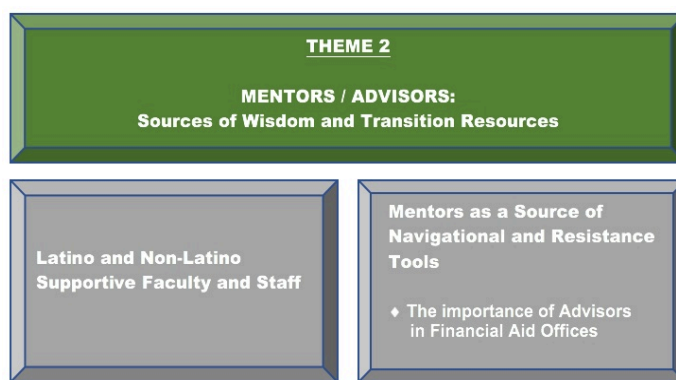 THEME 2
MENTORS / ADVISORS:
Sources of Wisdom and Transition Resources
Latino and Non-Latino
Supportive Faculty and Staff
Mentors as a Source of
Navigational and Resistance
Tools
♦ The importance of Advisors
in Financial Aid Offices